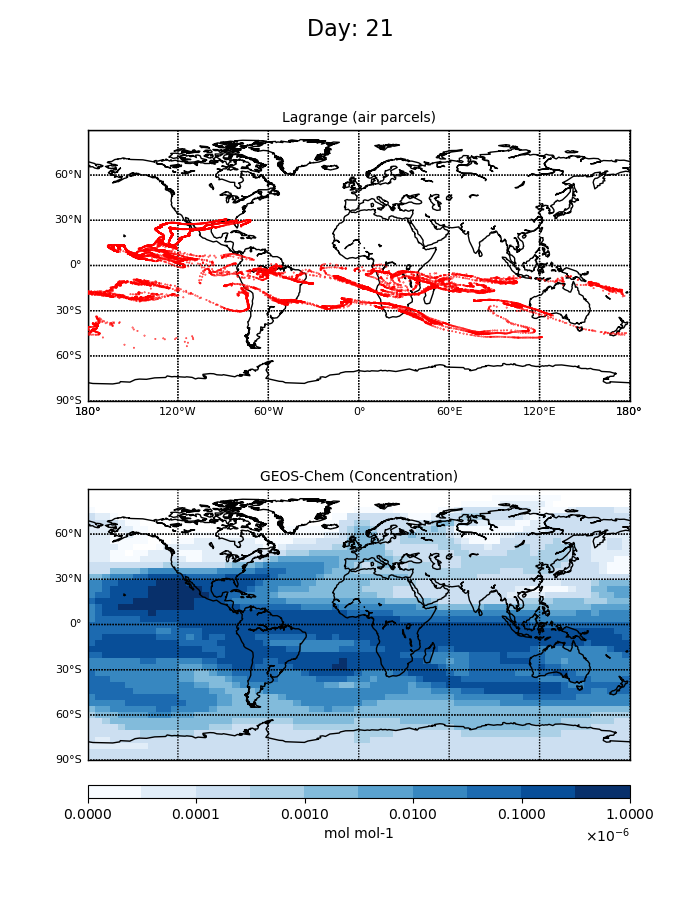 Day: 21
Lagrange (air parcels)
60°N
30°N
0°
30°S
60°S
90°S
180° 120°W 60°W 0° 60°E 120°E 180°
GEOS-Chem (Concentration)
60°N
30°N
0°
30°S
60°S
90°S
0.0000 0.0001 0.0010 0.0100 0.1000 1.0000
mol mol-1
×10⁻⁶